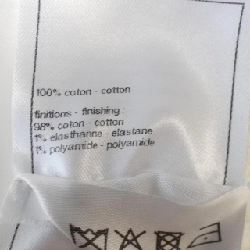 100% coton - cotton
finitions - finishing :
98% coton - cotton
1% elasthanne - elastane
1% polyamide - polyamide